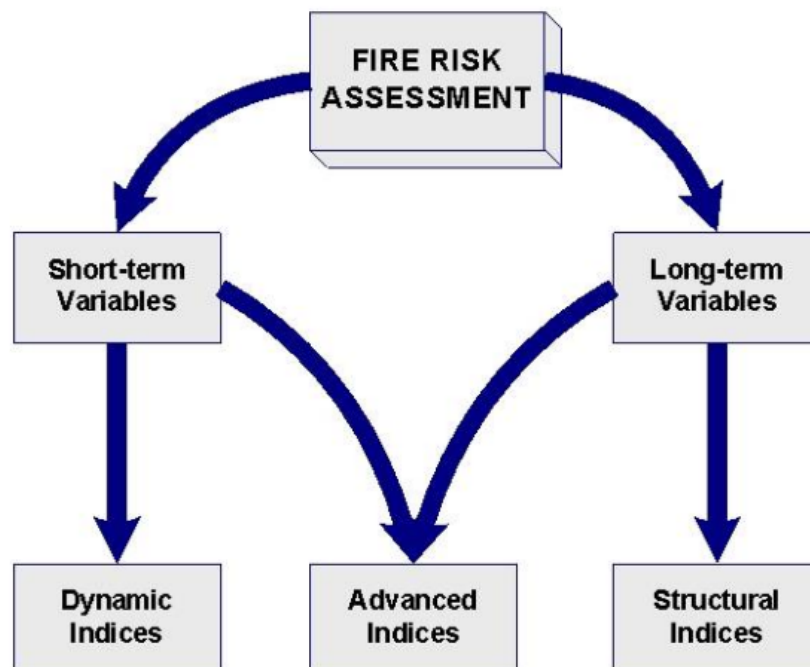 FIRE RISK
ASSESSMENT
Short-term
Variables
Long-term
Variables
Dynamic
Indices
Advanced
Indices
Structural
Indices